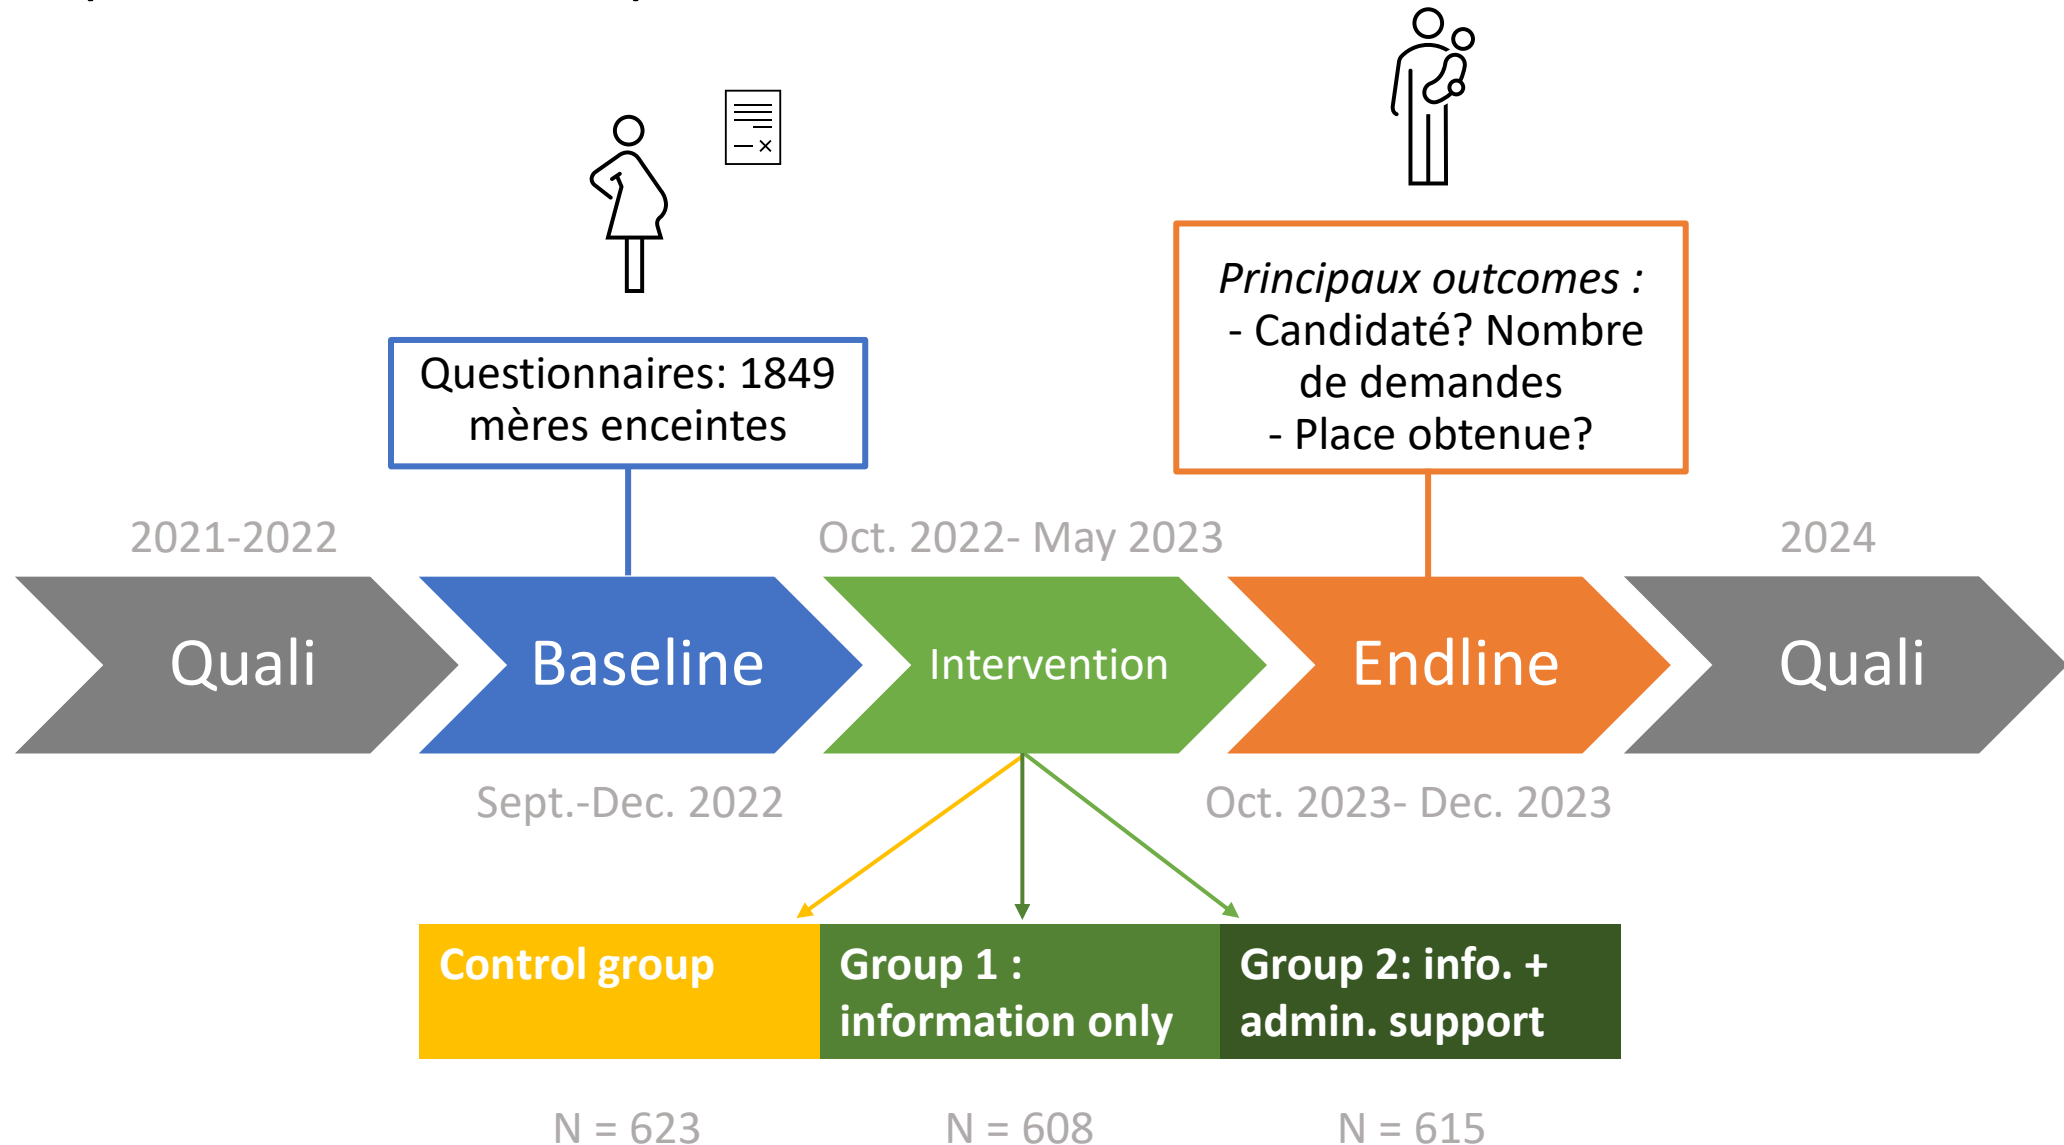 Questionnaires: 1849
mères enceintes
Principaux outcomes :
- Candidaté? Nombre
de demandes
- Place obtenue?
2021-2022
Oct. 2022- May 2023
2024
Quali
Baseline
Intervention
Endline
Quali
Sept.-Dec. 2022
Oct. 2023- Dec. 2023
Control group
Group 1 :
information only
Group 2: info. +
admin. support
N = 623
N = 608
N = 615